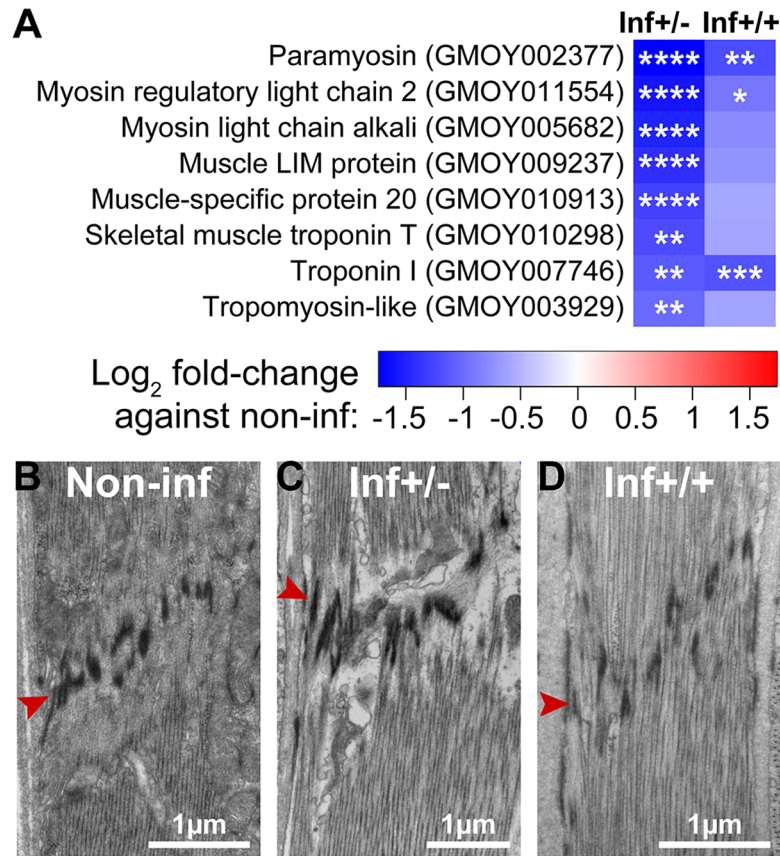 A
Inf+/- Inf+/+
Paramyosin (GMOY002377) **** **
Myosin regulatory light chain 2 (GMOY011554) **** *
Myosin light chain alkali (GMOY005682) ****
Muscle LIM protein (GMOY009237) ****
Muscle-specific protein 20 (GMOY010913) ****
Skeletal muscle troponin T (GMOY010298) **
Troponin I (GMOY007746) ** ***
Tropomyosin-like (GMOY003929) **
Log2 fold-change
against non-inf: -1.5 -1 -0.5 0 0.5 1 1.5
B Non-inf
1µm
C Inf+/-
1µm
D Inf+/+
1µm